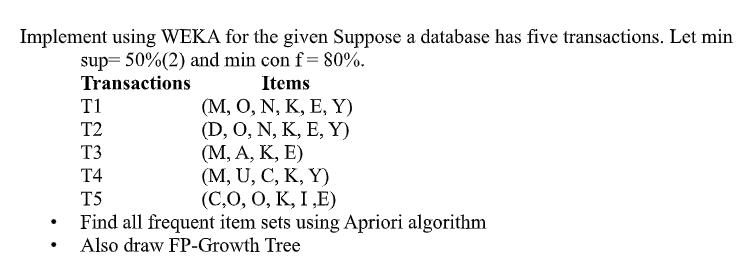 Implement using WEKA for the given Suppose a database has five transactions. Let min
sup= 50%(2) and min con f = 80%.
Transactions Items
T1 (M, O, N, K, E, Y)
T2 (D, O, N, K, E, Y)
T3 (M, A, K, E)
T4 (M, U, C, K, Y)
T5 (C,O, O, K, I ,E)
• Find all frequent item sets using Apriori algorithm
• Also draw FP-Growth Tree